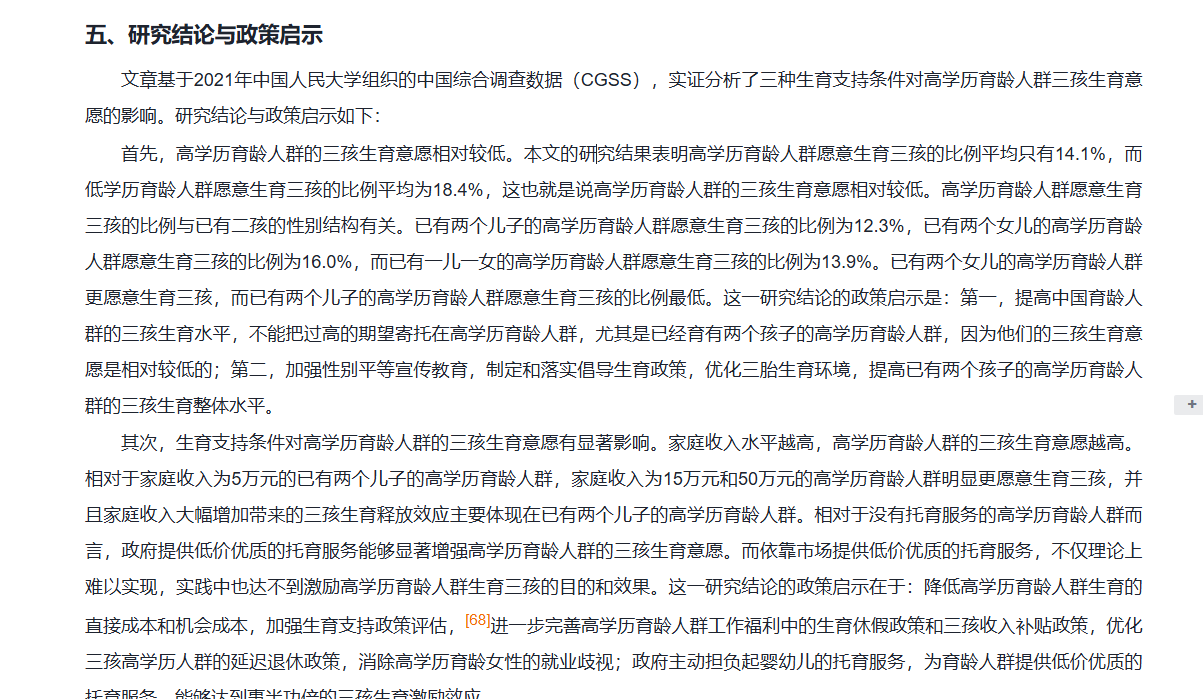 五、研究结论与政策启示
文章基于2021年中国人民大学组织的中国综合调查数据（CGSS），实证分析了三种生育支持条件对高学历育龄人群三孩生育意
愿的影响。研究结论与政策启示如下：
首先，高学历育龄人群的三孩生育意愿相对较低。本文的研究结果表明高学历育龄人群愿意生育三孩的比例平均只有14.1%，而
低学历育龄人群愿意生育三孩的比例平均为18.4%，这也就是说高学历育龄人群的三孩生育意愿相对较低。高学历育龄人群愿意生育
三孩的比例与已有二孩的性别结构有关。已有两个儿子的高学历育龄人群愿意生育三孩的比例为12.3%，已有两个女儿的高学历育龄
人群愿意生育三孩的比例为16.0%，而已有一儿一女的高学历育龄人群愿意生育三孩的比例为13.9%。已有两个女儿的高学历育龄人群
更愿意生育三孩，而已有两个儿子的高学历育龄人群愿意生育三孩的比例最低。这一研究结论的政策启示是：第一，提高中国育龄人
群的三孩生育水平，不能把过高的期望寄托在高学历育龄人群，尤其是已经育有两个孩子的高学历育龄人群，因为他们的三孩生育意
愿是相对较低的；第二，加强性别平等宣传教育，制定和落实倡导生育政策，优化三胎生育环境，提高已有两个孩子的高学历育龄人
群的三孩生育整体水平。
其次，生育支持条件对高学历育龄人群的三孩生育意愿有显著影响。家庭收入水平越高，高学历育龄人群的三孩生育意愿越高。
相对于家庭收入为5万元的已有两个儿子的高学历育龄人群，家庭收入为15万元和50万元的高学历育龄人群明显更愿意生育三孩，并
且家庭收入大幅增加带来的三孩生育释放效应主要体现在已有两个儿子的高学历育龄人群。相对于没有托育服务的高学历育龄人群而
言，政府提供低价优质的托育服务能够显著增强高学历育龄人群的三孩生育意愿。而依靠市场提供低价优质的托育服务，不仅理论上
难以实现，实践中也达不到激励高学历育龄人群生育三孩的目的和效果。这一研究结论的政策启示在于：降低高学历育龄人群生育的
直接成本和机会成本，加强生育支持政策评估，[68]进一步完善高学历育龄人群工作福利中的生育休假政策和三孩收入补贴政策，优化
三孩高学历人群的延迟退休政策，消除高学历育龄女性的就业歧视；政府主动担负起婴幼儿的托育服务，为育龄人群提供低价优质的
托育服务，能够达到事半功倍的三孩生育激励效应